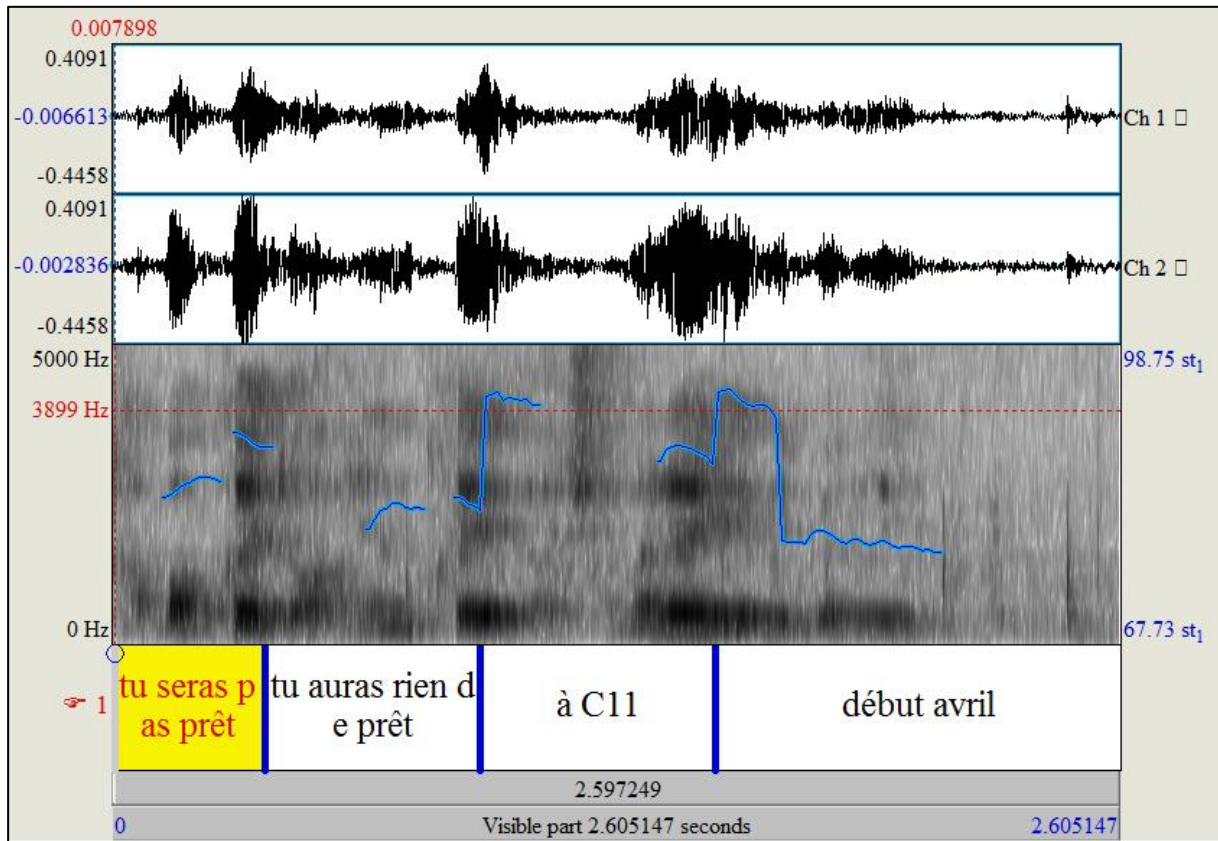 0.007898
0.4091
-0.006613
-0.4458
Ch 1
0.4091
-0.002836
-0.4458
Ch 2
5000 Hz
98.75 st1
3899 Hz
0 Hz
67.73 st1
1
tu seras p
as prêt
tu auras rien d
e prêt
à C11
début avril
2.597249
0
Visible part 2.605147 seconds
2.605147